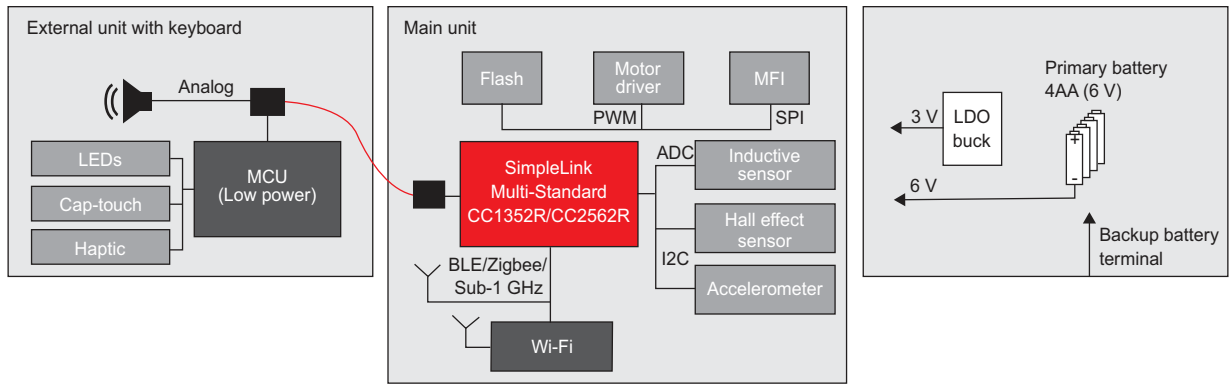 External unit with keyboard
Analog
LEDs
Cap-touch
Haptic
MCU
(Low power)
Main unit
Flash
Motor
driver
MFI
PWM
SPI
SimpleLink
Multi-Standard
CC1352R/CC2562R
ADC
Inductive
sensor
Hall effect
sensor
I2C
Accelerometer
BLE/Zigbee/
Sub-1 GHz
Wi-Fi
Primary battery
4AA (6 V)
3 V
LDO
buck
+
-
6 V
Backup battery
terminal